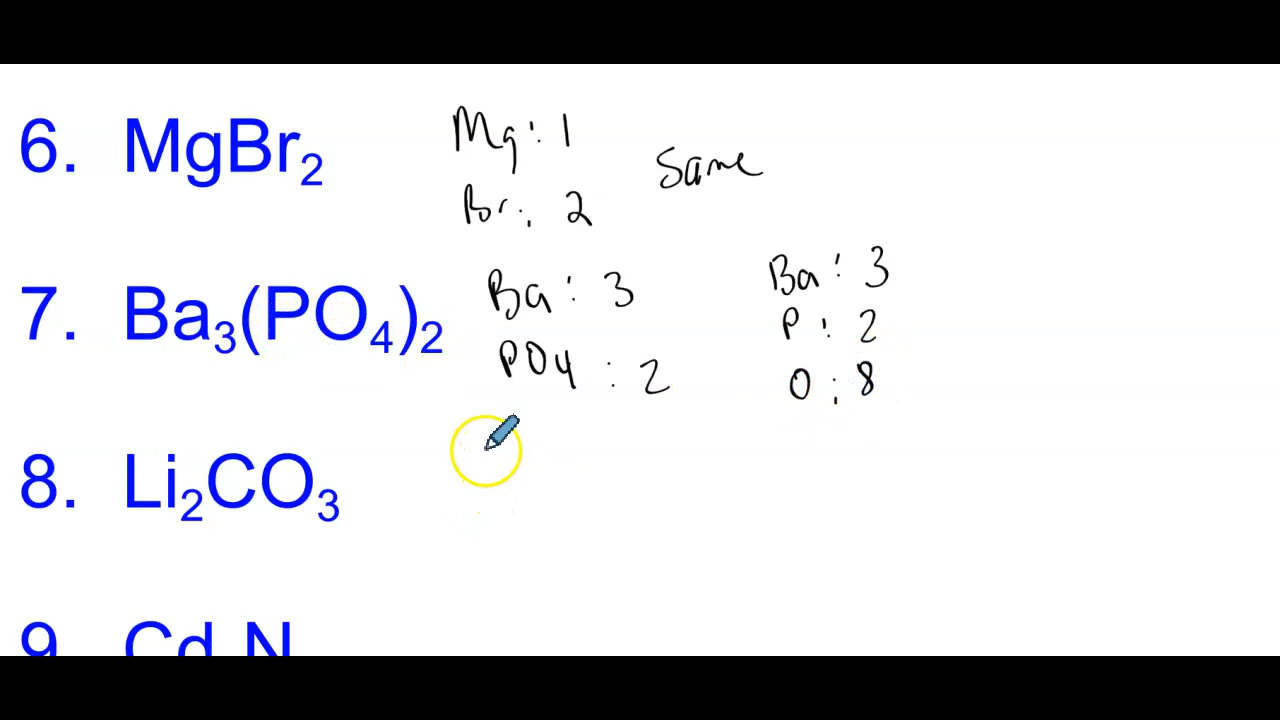 6. MgBr₂
Mg: 1
Br: 2
Same
7. Ba₃(PO₄)₂
Ba: 3
PO4: 2
Ba: 3
P: 2
O: 8
8. Li₂CO₃